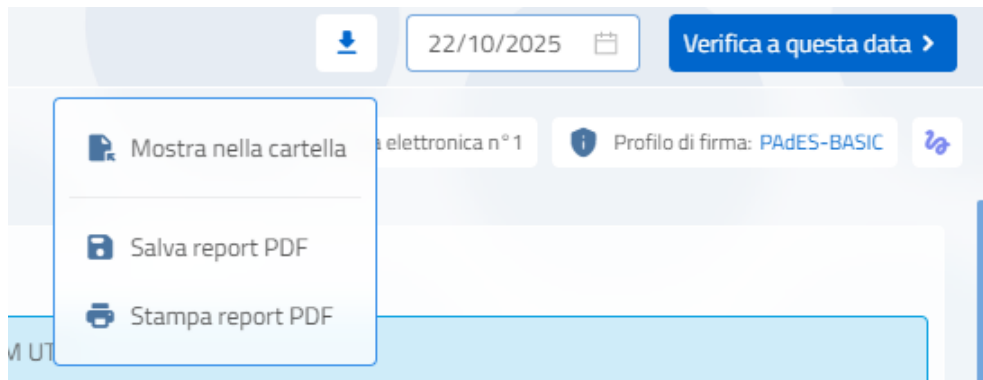 22/10/2025
Verifica a questa data
Mostra nella cartella
elettronica n°1
Profilo di firma: PAdES-BASIC
Salva report PDF
Stampa report PDF
M UT